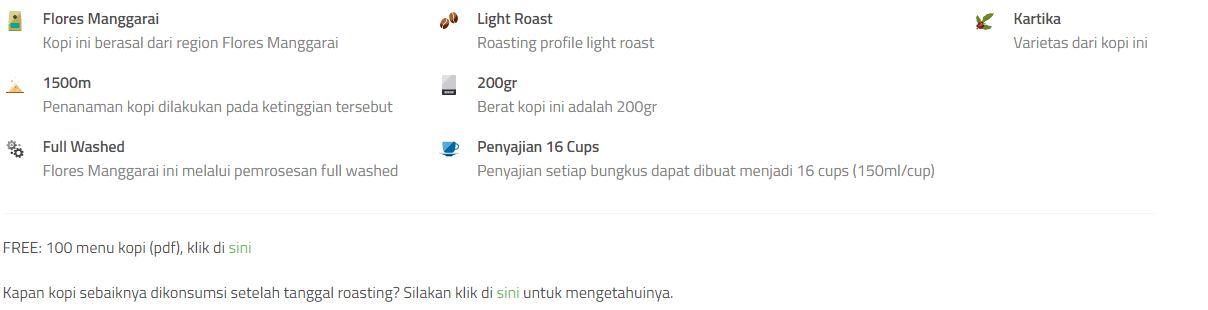 Flores Manggarai
Kopi ini berasal dari region Flores Manggarai
Light Roast
Roasting profile light roast
Kartika
Varietas dari kopi ini
1500m
Penanaman kopi dilakukan pada ketinggian tersebut
200gr
Berat kopi ini adalah 200gr
Full Washed
Flores Manggarai ini melalui pemrosesan full washed
Penyajian 16 Cups
Penyajian setiap bungkus dapat dibuat menjadi 16 cups (150ml/cup)
FREE: 100 menu kopi (pdf), klik di sini
Kapan kopi sebaiknya dikonsumsi setelah tanggal roasting? Silakan klik di sini untuk mengetahuinya.